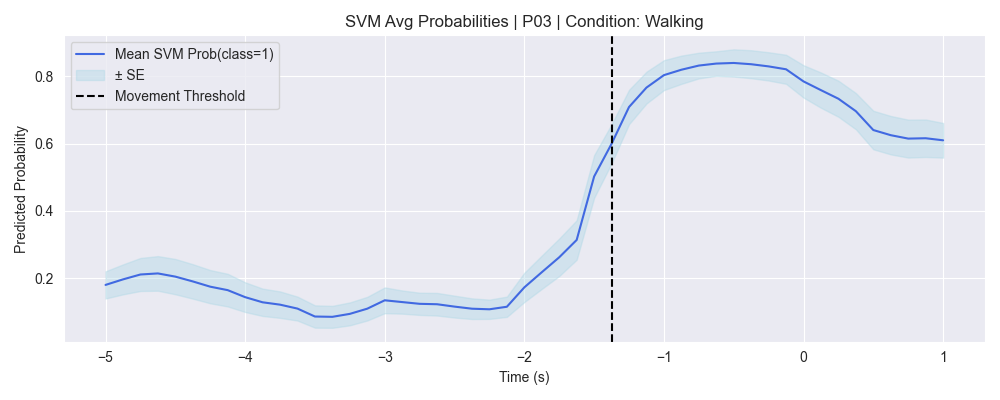 SVM Avg Probabilities | P03 | Condition: Walking
Mean SVM Prob(class=1)
± SE
Movement Threshold
Predicted Probability
0.8
0.6
0.4
0.2
−5
−4
−3
−2
−1
0
1
Time (s)